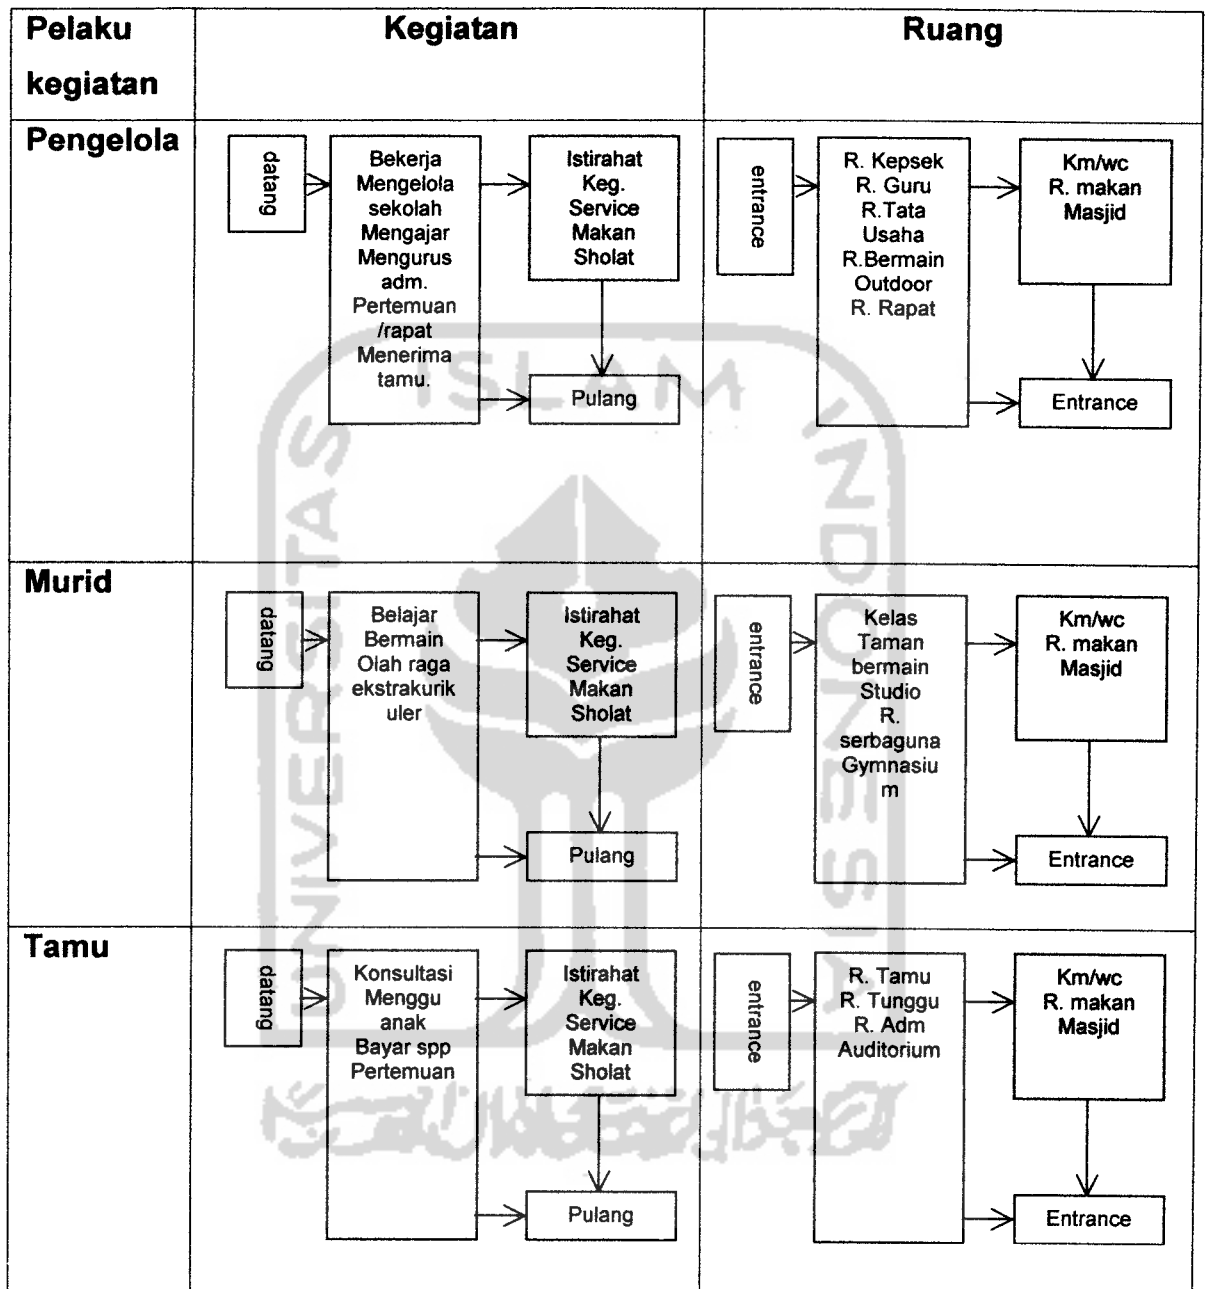 Pelaku
kegiatan
Kegiatan
Ruang
Pengelola
datang
Bekerja
Mengelola
sekolah
Mengajar
Mengurus
adm.
Pertemuan
/rapat
Menerima
tamu.
Istirahat
Keg.
Service
Makan
Sholat
Pulang
entrance
R. Kepsek
R. Guru
R.Tata
Usaha
R.Bermain
Outdoor
R. Rapat
Km/wc
R. makan
Masjid
Entrance
Murid
datang
Belajar
Bermain
Olah raga
ekstrakurik
uler
Istirahat
Keg.
Service
Makan
Sholat
Pulang
entrance
Kelas
Taman
bermain
Studio
R.
serbaguna
Gymnasiu
m
Km/wc
R. makan
Masjid
Entrance
Tamu
datang
Konsultasi
Menggu
anak
Bayar spp
Pertemuan
Istirahat
Keg.
Service
Makan
Sholat
Pulang
entrance
R. Tamu
R. Tunggu
R. Adm
Auditorium
Km/wc
R. makan
Masjid
Entrance
UNIVERSITAS
ISLAM
INDONESIA